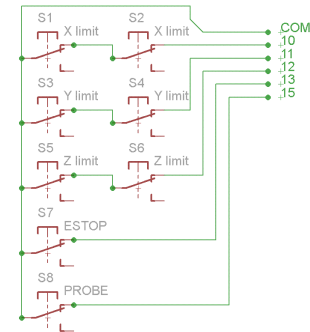 S1 S2
X limit X limit
COM
10
11
12
13
15
S3 S4
Y limit Y limit
S5 S6
Z limit Z limit
S7
ESTOP
S8
PROBE